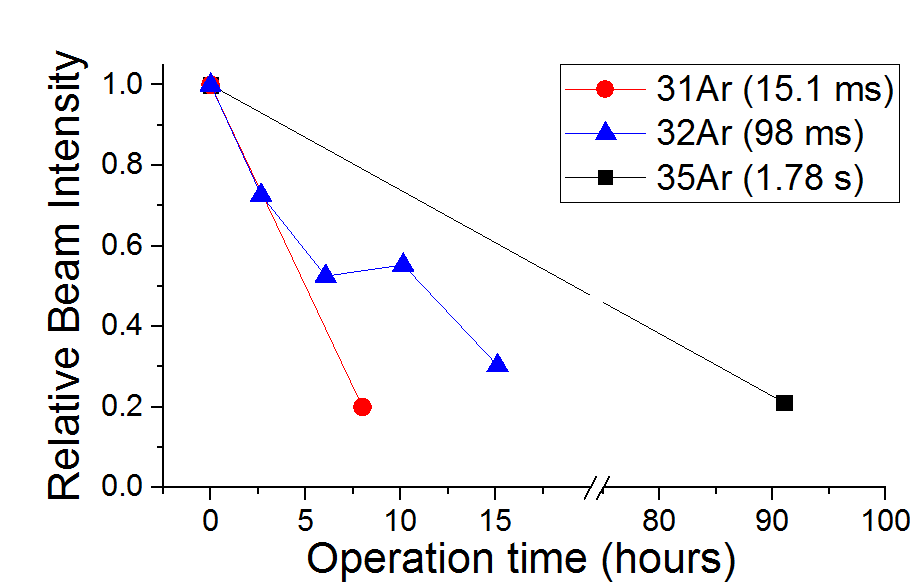 Relative Beam Intensity
1.0
0.8
0.6
0.4
0.2
0.0
31Ar (15.1 ms)
32Ar (98 ms)
35Ar (1.78 s)
0 5 10 15 80 90 100
Operation time (hours)